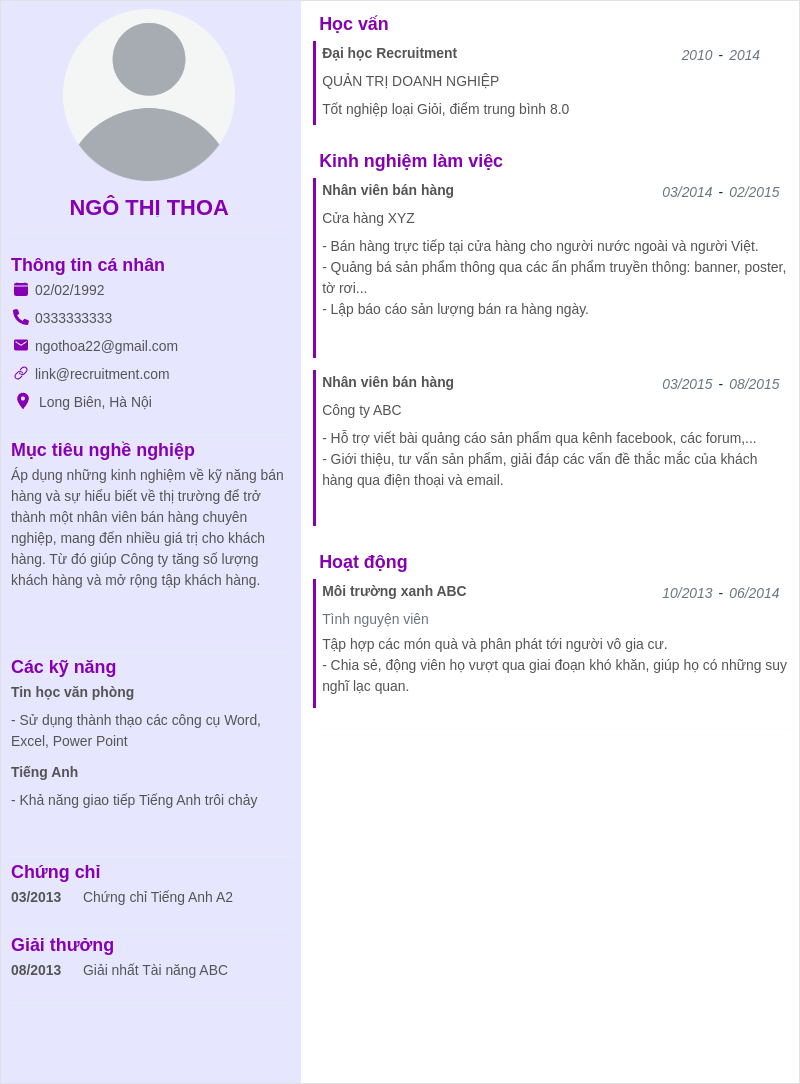 NGÔ THỊ THOA
Thông tin cá nhân
02/02/1992
0333333333
ngothoa22@gmail.com
link@recruitment.com
Long Biên, Hà Nội
Mục tiêu nghề nghiệp
Áp dụng những kinh nghiệm về kỹ năng bán
hàng và sự hiểu biết về thị trường để trở
thành một nhân viên bán hàng chuyên
nghiệp, mang đến nhiều giá trị cho khách
hàng. Từ đó giúp Công ty tăng số lượng
khách hàng và mở rộng tập khách hàng.
Các kỹ năng
Tin học văn phòng
- Sử dụng thành thạo các công cụ Word,
Excel, Power Point
Tiếng Anh
- Khả năng giao tiếp Tiếng Anh trôi chảy
Chứng chỉ
03/2013 Chứng chỉ Tiếng Anh A2
Giải thưởng
08/2013 Giải nhất Tài năng ABC
Học vấn
Đại học Recruitment 2010 - 2014
QUẢN TRỊ DOANH NGHIỆP
Tốt nghiệp loại Giỏi, điểm trung bình 8.0
Kinh nghiệm làm việc
Nhân viên bán hàng 03/2014 - 02/2015
Cửa hàng XYZ
- Bán hàng trực tiếp tại cửa hàng cho người nước ngoài và người Việt.
- Quảng bá sản phẩm thông qua các ấn phẩm truyền thông: banner, poster,
tờ rơi...
- Lập báo cáo sản lượng bán ra hàng ngày.
Nhân viên bán hàng 03/2015 - 08/2015
Công ty ABC
- Hỗ trợ viết bài quảng cáo sản phẩm qua kênh facebook, các forum,...
- Giới thiệu, tư vấn sản phẩm, giải đáp các vấn đề thắc mắc của khách
hàng qua điện thoại và email.
Hoạt động
Môi trường xanh ABC 10/2013 - 06/2014
Tình nguyện viên
Tập hợp các món quà và phân phát tới người vô gia cư.
- Chia sẻ, động viên họ vượt qua giai đoạn khó khăn, giúp họ có những suy
nghĩ lạc quan.